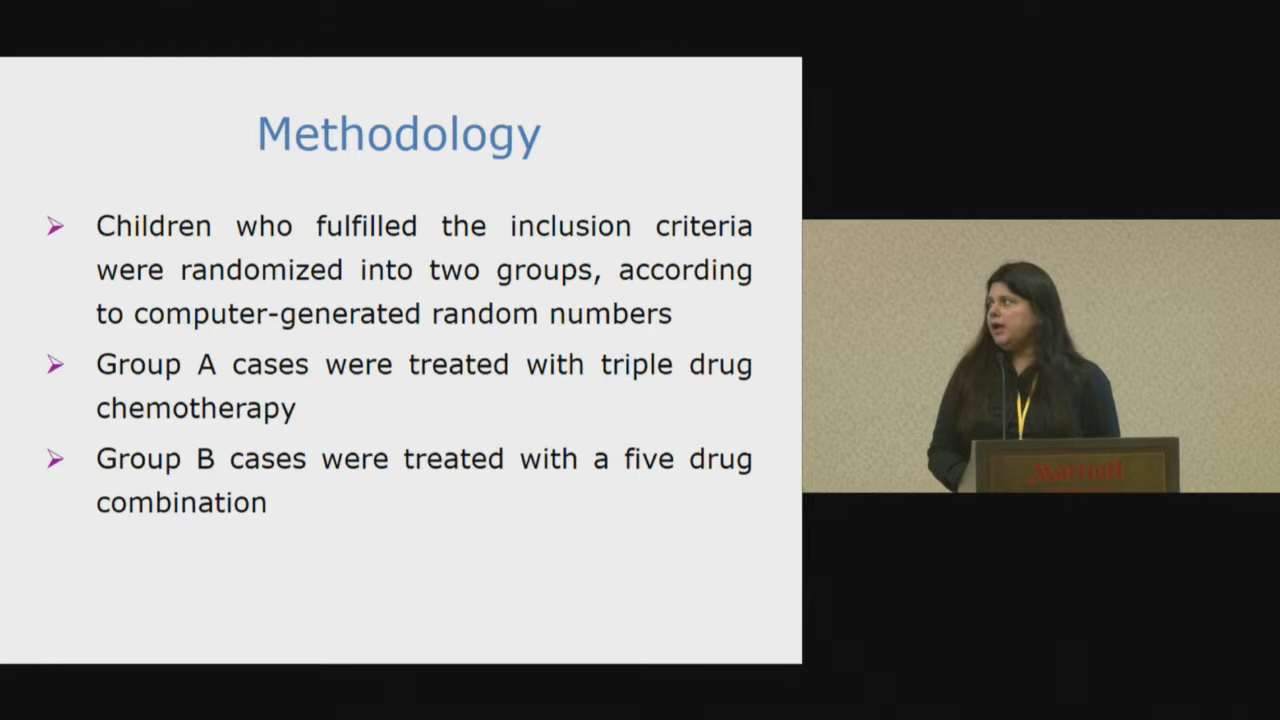 Methodology
Children who fulfilled the inclusion criteria
were randomized into two groups, according
to computer-generated random numbers
Group A cases were treated with triple drug
chemotherapy
Group B cases were treated with a five drug
combination
Marriott